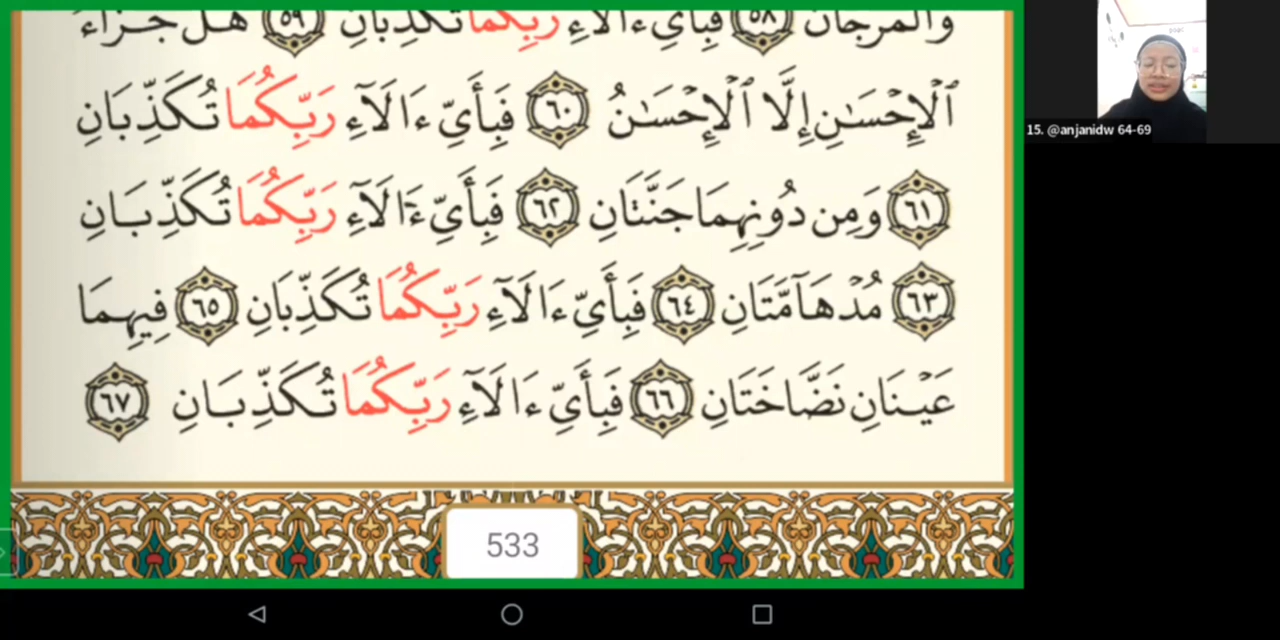 وَالْمَرْجَانُ ٥٨ فَبِأَيِّ ءَالَآءِ رَبِّكُمَا تُكَذِّبَانِ ٥٩ هَلْ جَزَآءُ
ٱلْإِحْسَـٰنِ إِلَّا ٱلْإِحْسَـٰنُ ٦٠ فَبِأَيِّ ءَالَآءِ رَبِّكُمَا تُكَذِّبَانِ
٦١ وَمِن دُونِهِمَا جَنَّتَانِ ٦٢ فَبِأَيِّ ءَالَآءِ رَبِّكُمَا تُكَذِّبَانِ
٦٣ مُدْهَآمَّتَانِ ٦٤ فَبِأَيِّ ءَالَآءِ رَبِّكُمَا تُكَذِّبَانِ ٦٥ فِيهِمَا
عَيْنَانِ نَضَّاخَتَانِ ٦٦ فَبِأَيِّ ءَالَآءِ رَبِّكُمَا تُكَذِّبَانِ ٦٧
533
15. @anjanidw 64-69